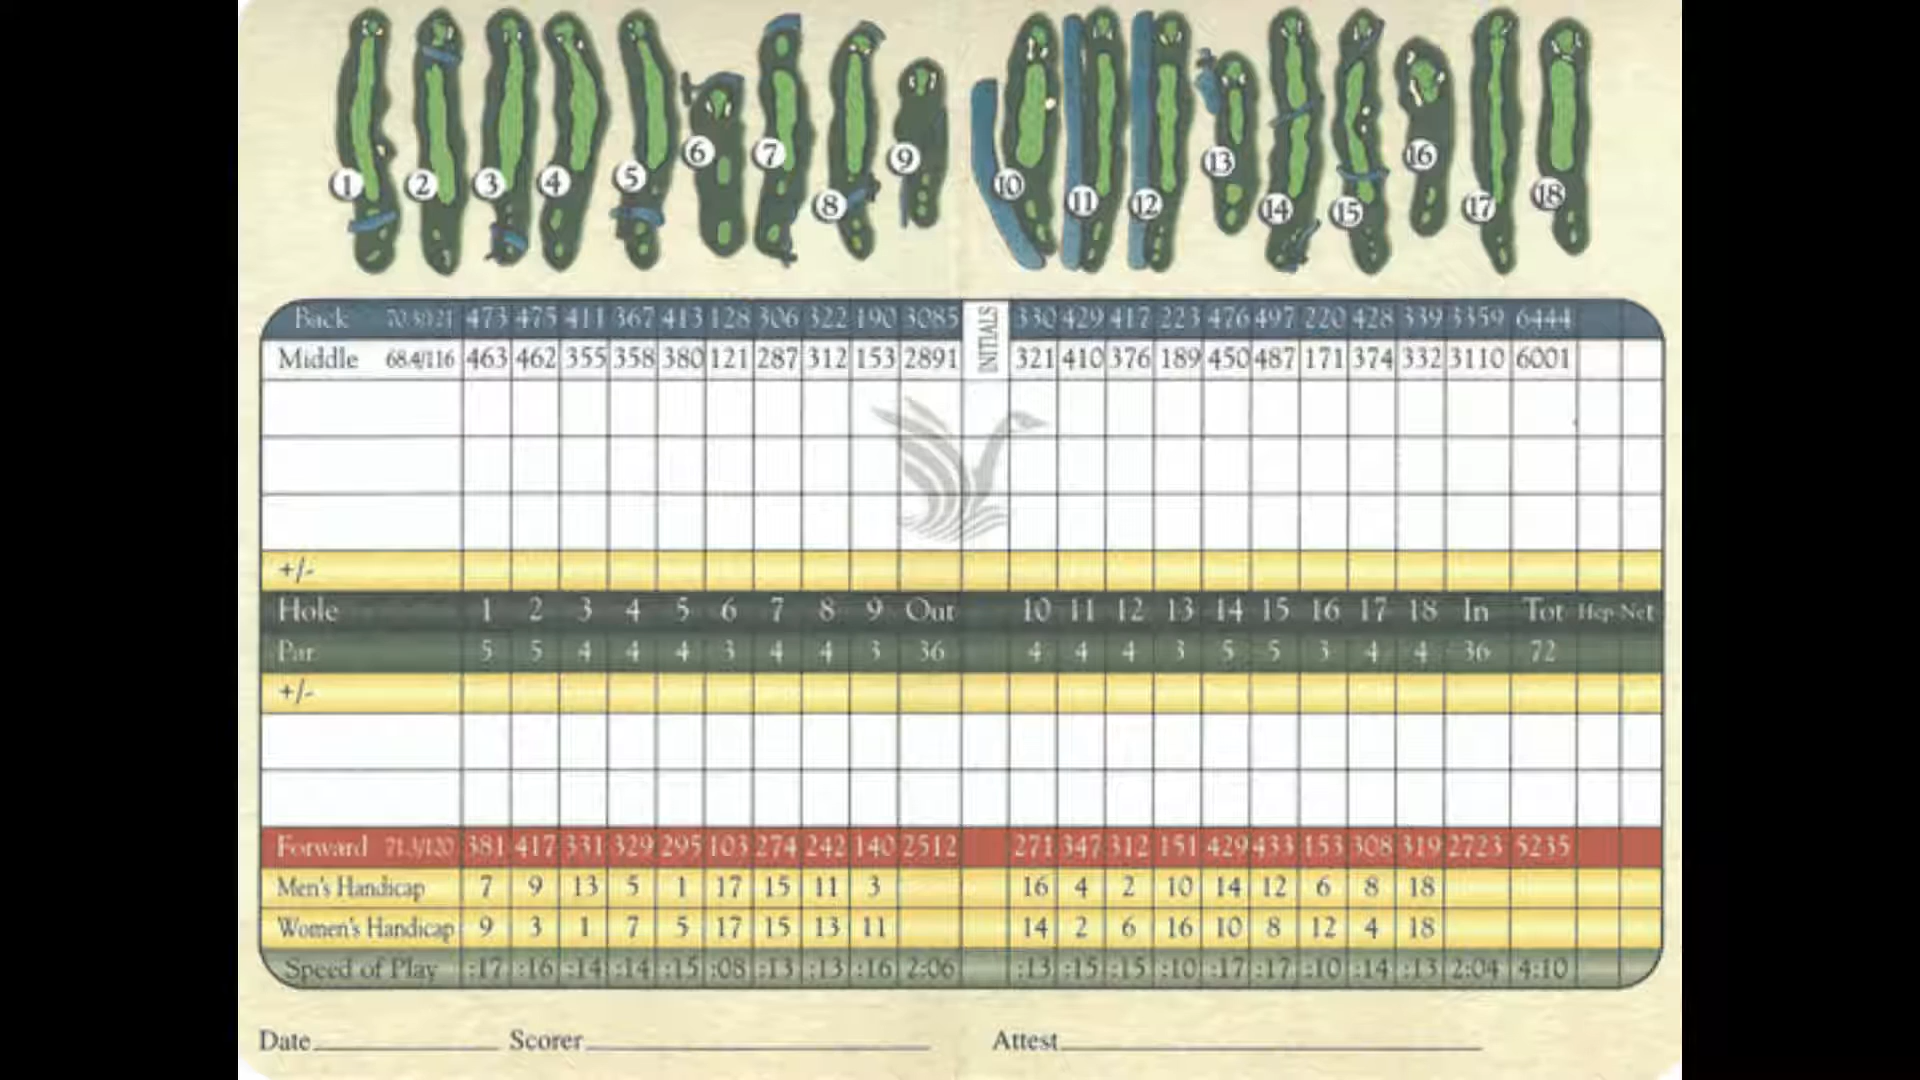 1 2 3 4 5 6 7 8 9 10 11 12 13 14 15 16 17 18
Back 70.3/121 473 475 411 367 413 128 306 322 190 3085 INITIALS 330 429 417 223 476 497 220 428 339 3359 6444
Middle 68.4/116 463 462 355 358 380 121 287 312 153 2891 321 410 376 189 450 487 171 374 332 3110 6001
+/-
Hole 1 2 3 4 5 6 7 8 9 Out 10 11 12 13 14 15 16 17 18 In Tot Hcp Net
Par 5 5 4 4 4 3 4 4 3 36 4 4 4 3 5 5 3 4 4 36 72
+/-
Forward 71.3/120 381 417 331 329 295 103 274 242 140 2512 271 347 312 151 429 433 153 308 319 2723 5235
Men's Handicap 7 9 13 5 1 17 15 11 3 16 4 2 10 14 12 6 8 18
Women's Handicap 9 3 1 7 5 17 15 13 11 14 2 6 16 10 8 12 4 18
Speed of Play :17 :16 :14 :14 :15 :08 :13 :13 :16 2:06 :13 :15 :15 :10 :17 :17 :10 :14 :13 2:04 4:10
Date Scorer Attest